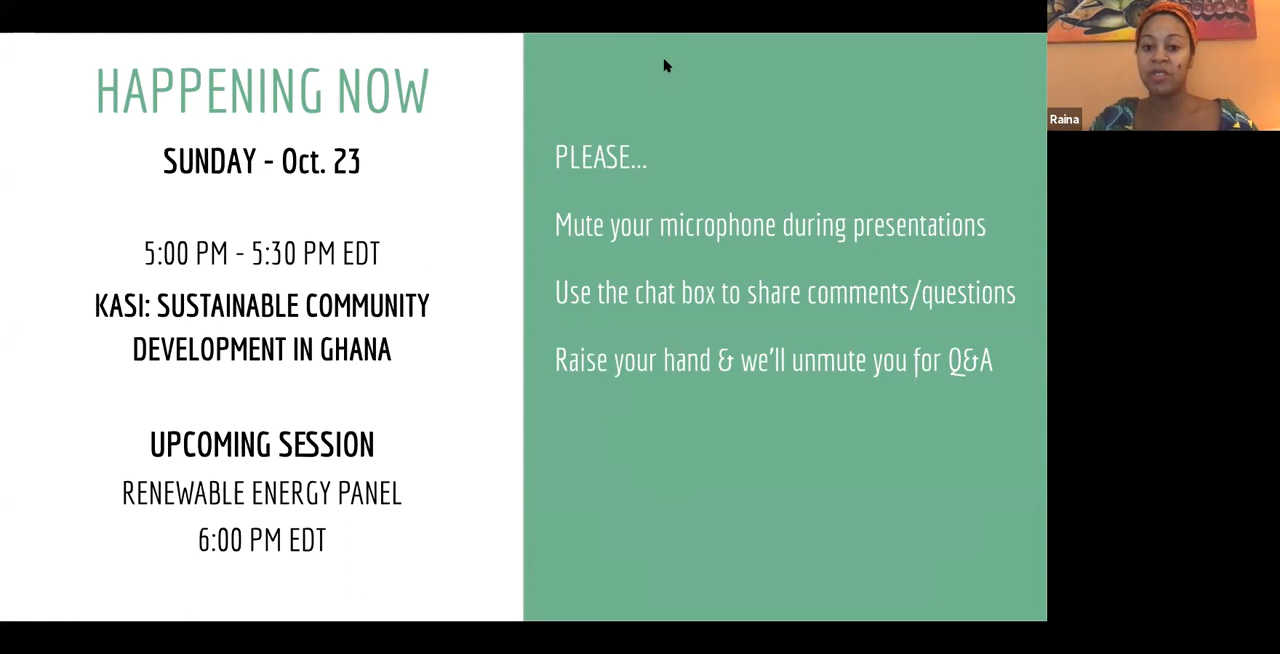 HAPPENING NOW
SUNDAY - Oct. 23
5:00 PM - 5:30 PM EDT
KASI: SUSTAINABLE COMMUNITY
DEVELOPMENT IN GHANA
UPCOMING SESSION
RENEWABLE ENERGY PANEL
6:00 PM EDT
PLEASE...
Mute your microphone during presentations
Use the chat box to share comments/questions
Raise your hand & we'll unmute you for Q&A
Raina